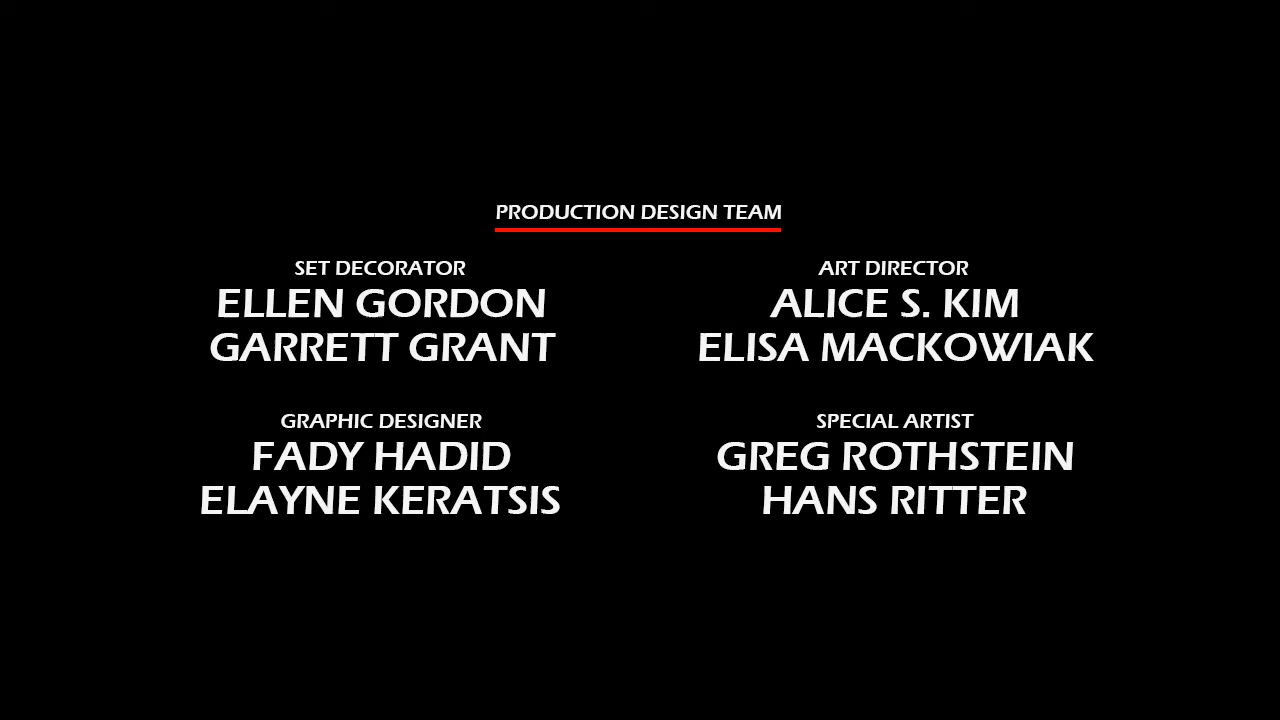 PRODUCTION DESIGN TEAM
SET DECORATOR
ELLEN GORDON
GARRETT GRANT
ART DIRECTOR
ALICE S. KIM
ELISA MACKOWIAK
GRAPHIC DESIGNER
FADY HADID
ELAYNE KERATSIS
SPECIAL ARTIST
GREG ROTHSTEIN
HANS RITTER